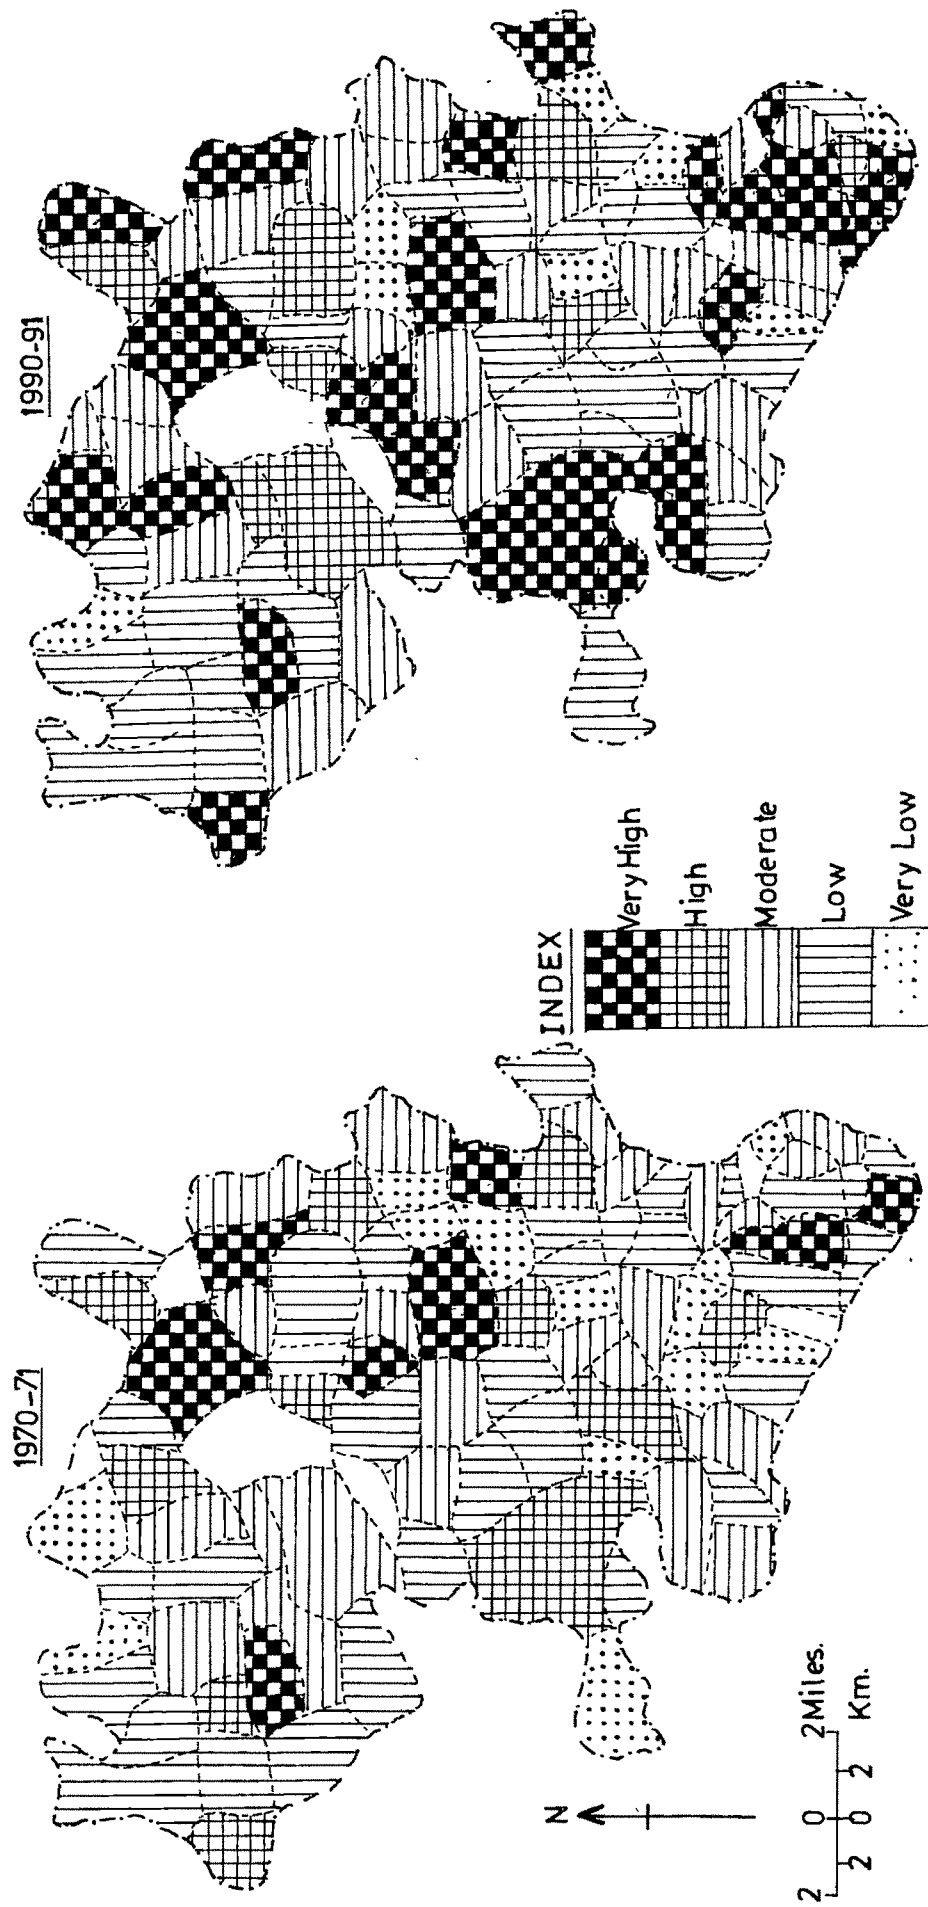 1970-71
1990-91
INDEX
Very High
High
Moderate
Low
Very Low
N
2 0 2 Miles.
2 0 2 Km.